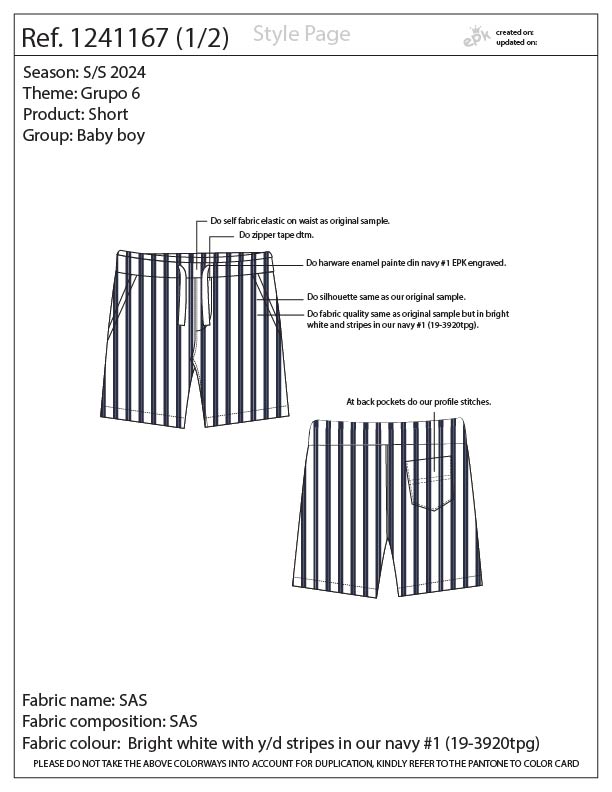 Ref. 1241167 (1/2)
Style Page
epk
created on:
updated on:
Season: S/S 2024
Theme: Grupo 6
Product: Short
Group: Baby boy
Do self fabric elastic on waist as original sample.
Do zipper tape dtm.
Do harware enamel painte din navy #1 EPK engraved.
Do silhouette same as our original sample.
Do fabric quality same as original sample but in bright
white and stripes in our navy #1 (19-3920tpg).
At back pockets do our profile stitches.
Fabric name: SAS
Fabric composition: SAS
Fabric colour:  Bright white with y/d stripes in our navy #1 (19-3920tpg)
PLEASE DO NOT TAKE THE ABOVE COLORWAYS INTO ACCOUNT FOR DUPLICATION, KINDLY REFER TO THE PANTONE TO COLOR CARD